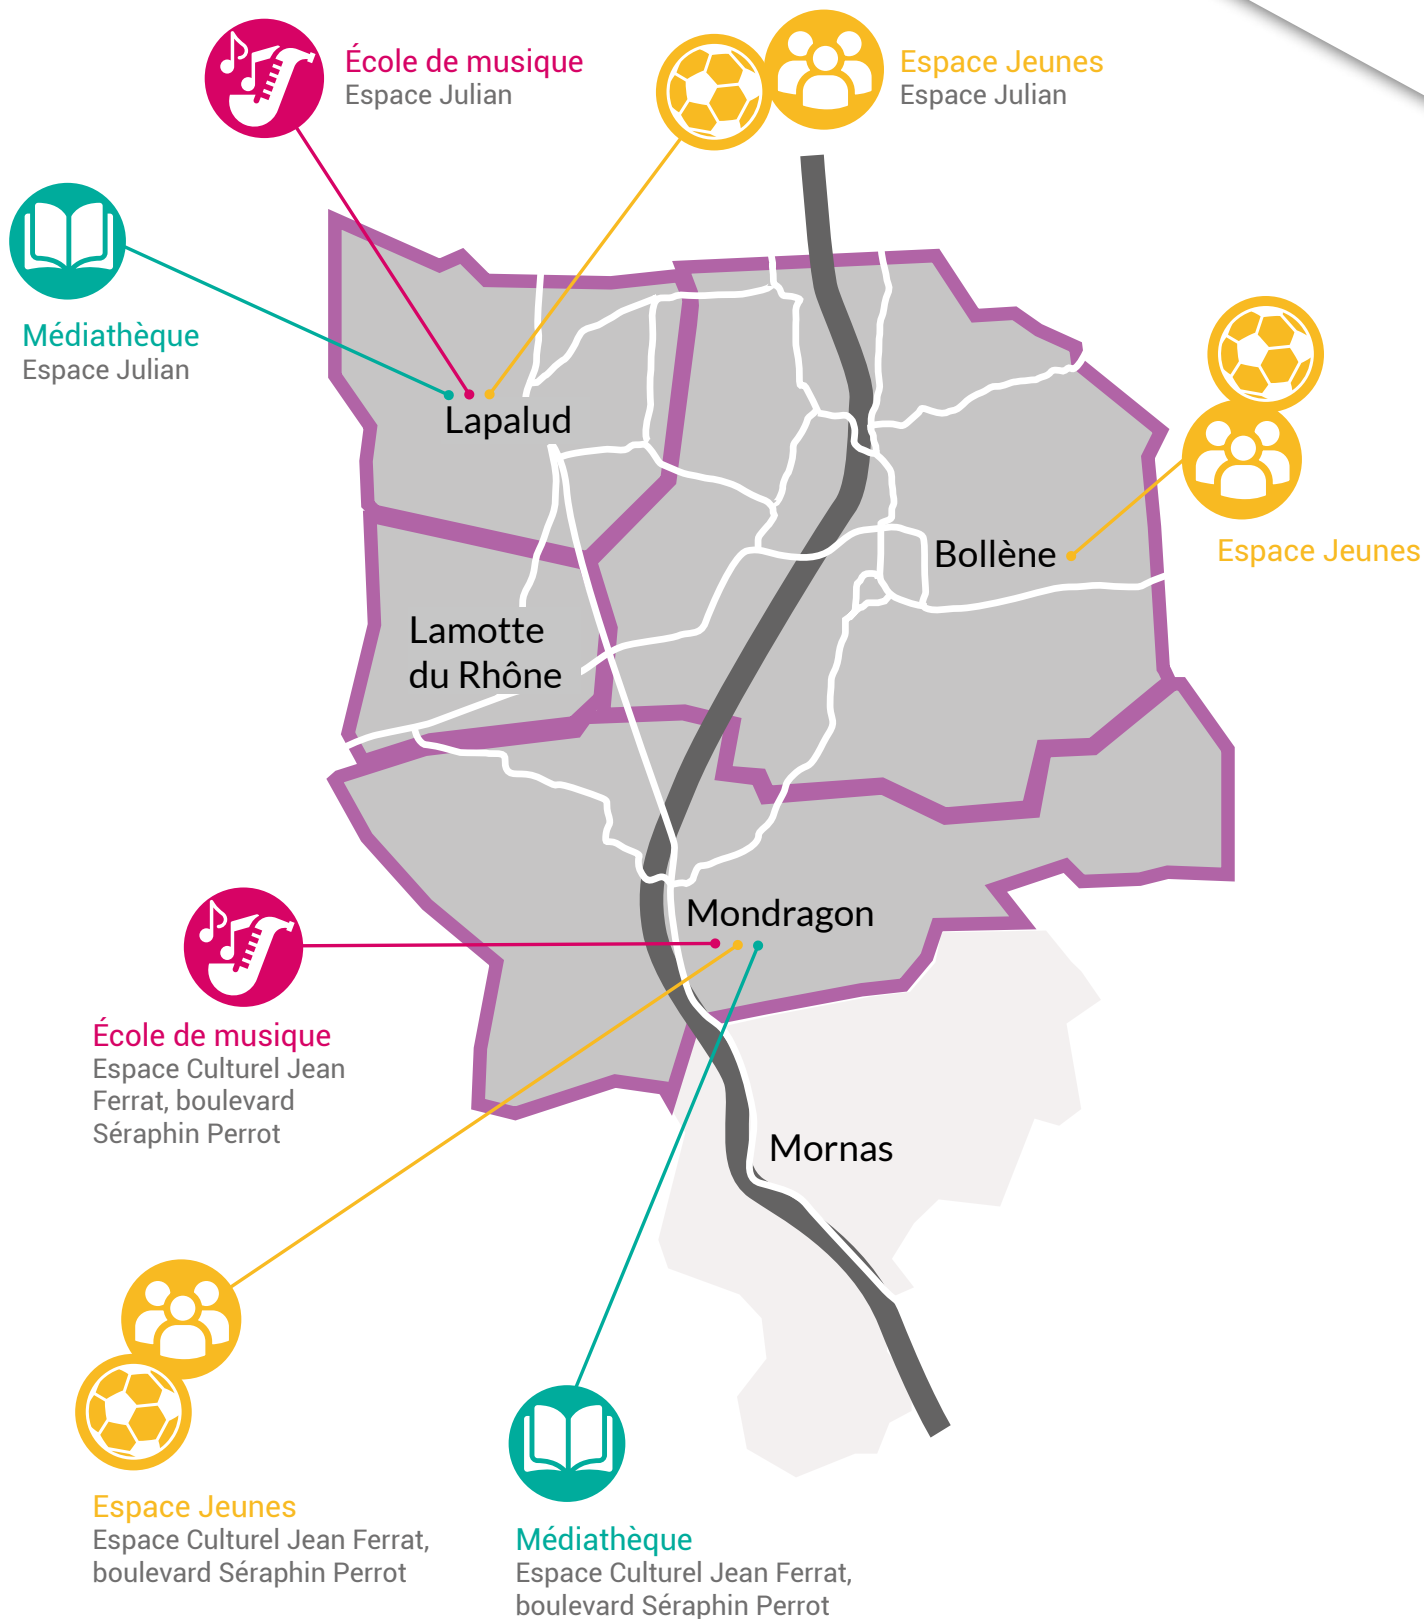 École de musique
Espace Julian
Espace Jeunes
Espace Julian
Médiathèque
Espace Julian
Lapalud
Bollène
Espace Jeunes
Lamotte
du Rhône
Mondragon
École de musique
Espace Culturel Jean
Ferrat, boulevard
Séraphin Perrot
Mornas
Espace Jeunes
Espace Culturel Jean Ferrat,
boulevard Séraphin Perrot
Médiathèque
Espace Culturel Jean Ferrat,
boulevard Séraphin Perrot